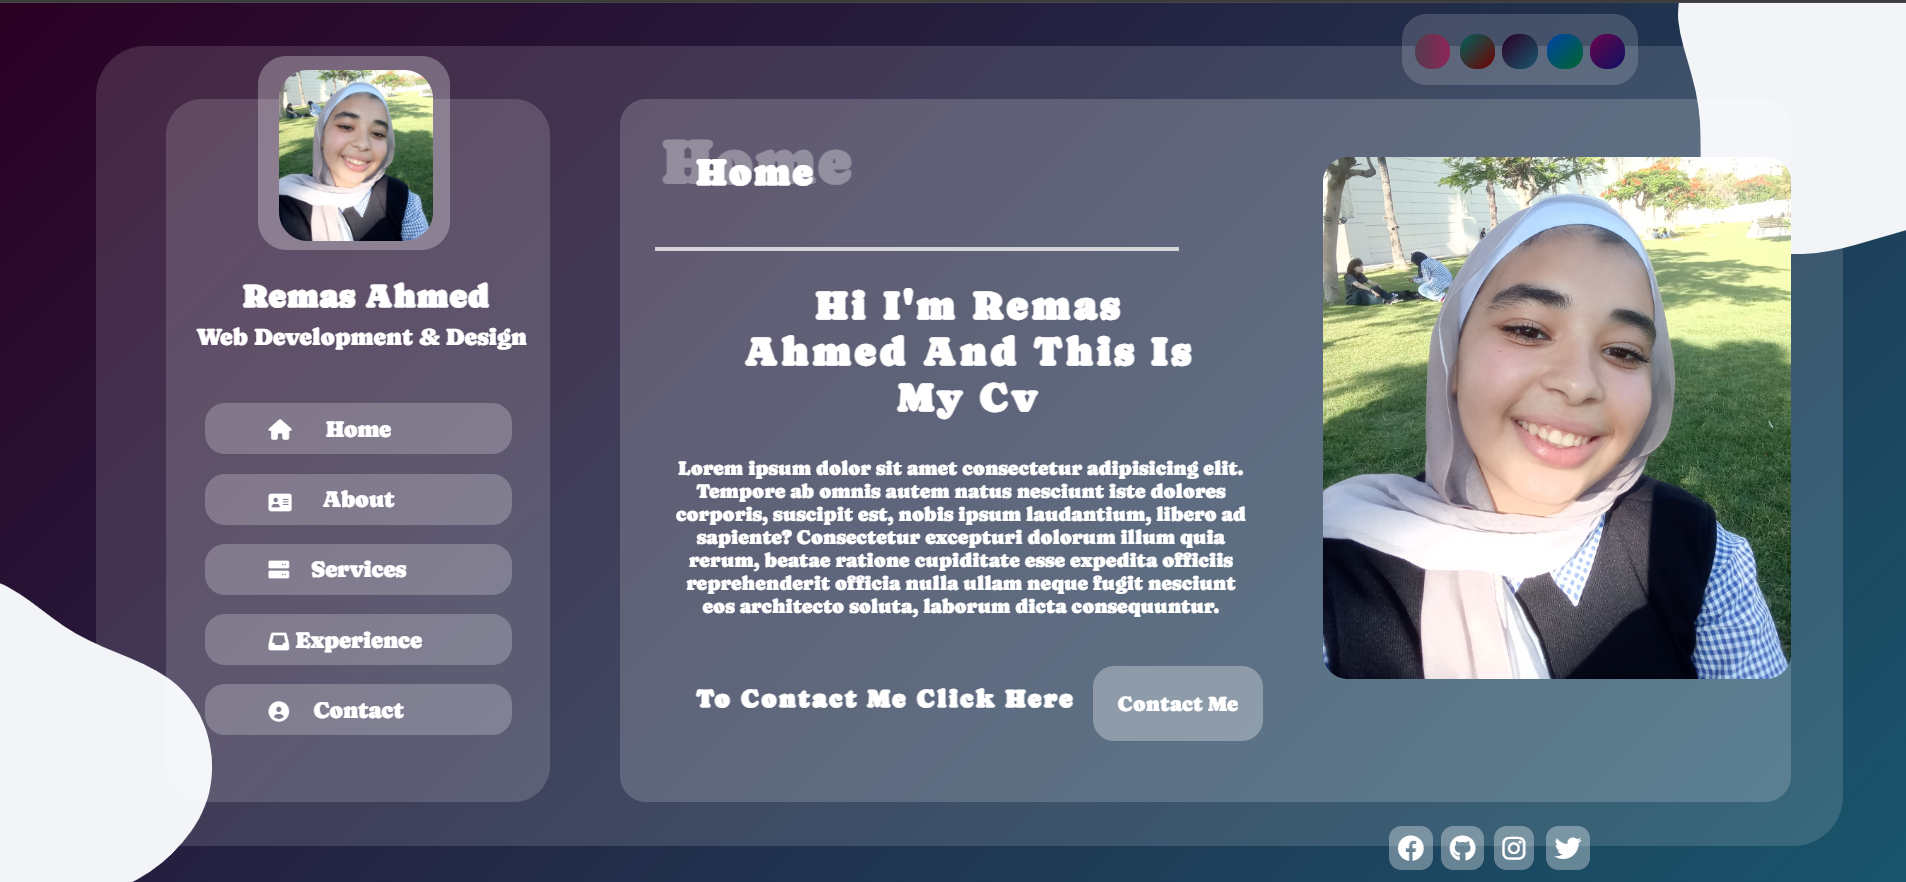 Remas Ahmed
Web Development & Design
Home
About
Services
Experience
Contact
Home
Home
Hi I'm Remas
Ahmed And This Is
My Cv
Lorem ipsum dolor sit amet consectetur adipisicing elit.
Tempore ab omnis autem natus nesciunt iste dolores
corporis, suscipit est, nobis ipsum laudantium, libero ad
sapiente? Consectetur excepturi dolorum illum quia
rerum, beatae ratione cupiditate esse expedita officiis
reprehenderit officia nulla ullam neque fugit nesciunt
eos architecto soluta, laborum dicta consequuntur.
To Contact Me Click Here
Contact Me